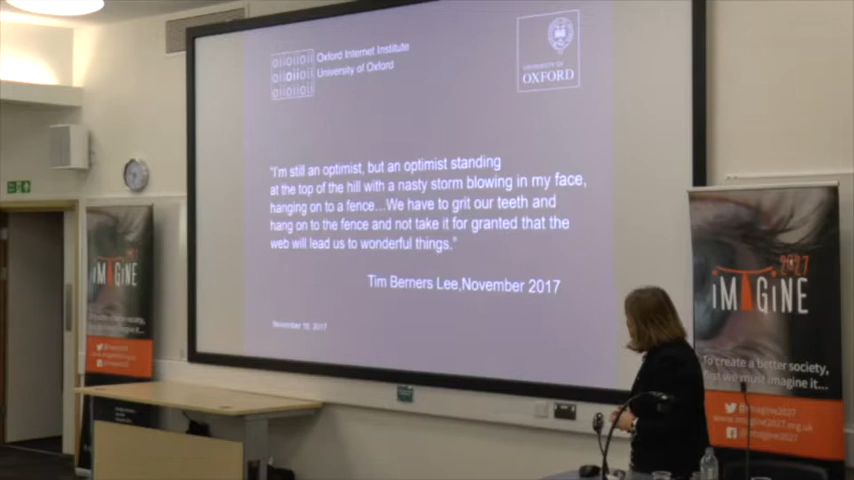 oiioiioii
oiioiioii
oiioiioii
Oxford Internet Institute
University of Oxford
UNIVERSITY OF
OXFORD
"I'm still an optimist, but an optimist standing
at the top of the hill with a nasty storm blowing in my face,
hanging on to a fence...We have to grit our teeth and
hang on to the fence and not take it for granted that the
web will lead us to wonderful things."
Tim Berners Lee,November 2017
November 16, 2017
iMAGiNE
2027
iMAGiNE
To create a better society,
first we must imagine it...
@imagine2027
www.imagine2027.org.uk
@imagine2027